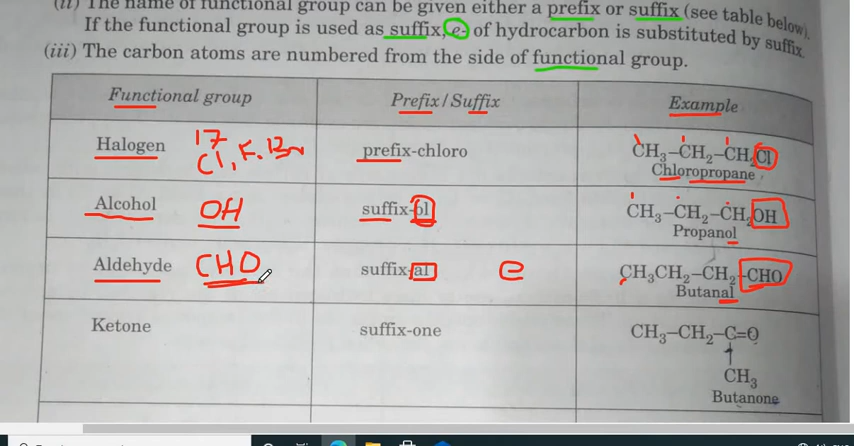 (ii) The name of functional group can be given either a prefix or suffix (see table below).
If the functional group is used as suffix, e- of hydrocarbon is substituted by suffix.
(iii) The carbon atoms are numbered from the side of functional group.
Functional group Prefix/Suffix Example
Halogen 17 Cl, F, Br prefix-chloro CH3–CH2–CH2Cl
Chloropropane
Alcohol OH suffix-ol CH3–CH2–CH2OH
Propanol
Aldehyde CHO suffix-al e CH3CH2–CH2–CHO
Butanal
Ketone suffix-one CH3–CH2–C=O
CH3
Butanone